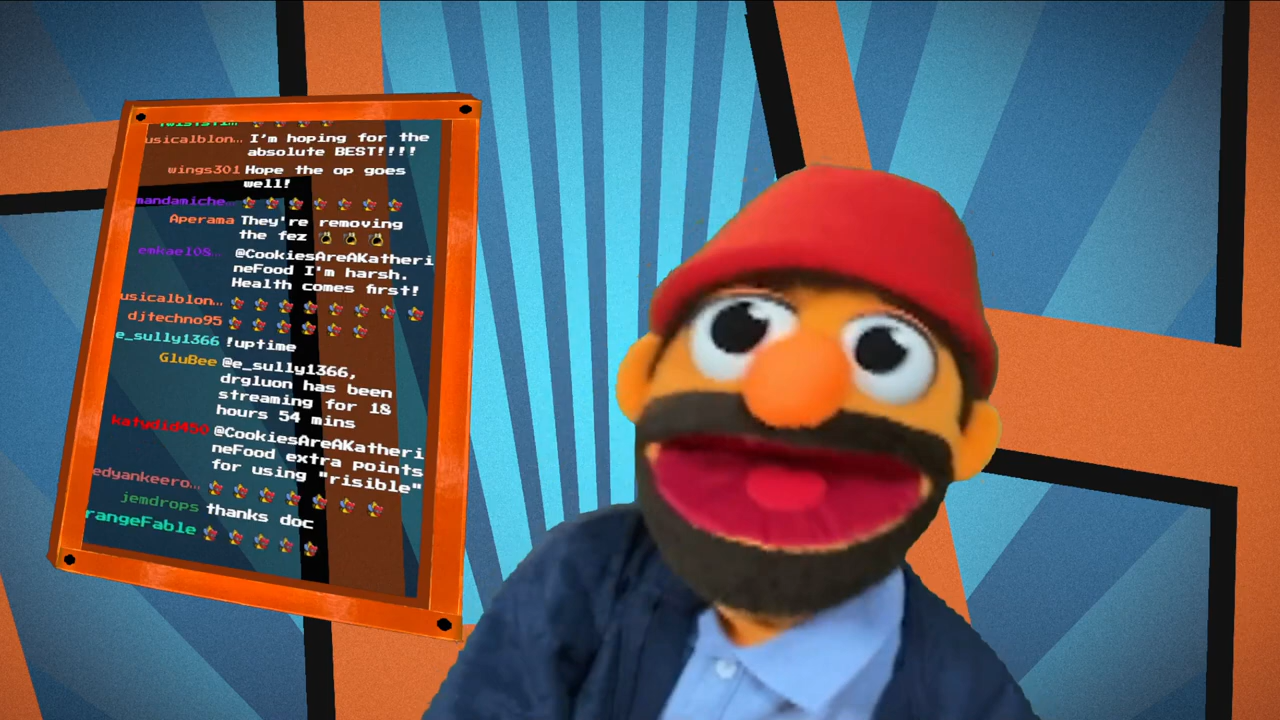 usicalblon... I'm hoping for the
absolute BEST!!!!
wings301 Hope the op goes
well!
mandamiche...
Aperama They're removing
the fez
emkael08... @CookiesAreAKatheri
neFood I'm harsh.
Health comes first!
usicalblon...
djtechno95
e_sully1366 !uptime
GluBee @e_sully1366,
drgluon has been
streaming for 18
hours 54 mins
katydid450 @CookiesAreAKatheri
neFood extra points
for using "risible"
edyankeero...
jemdrops thanks doc
rangeFable